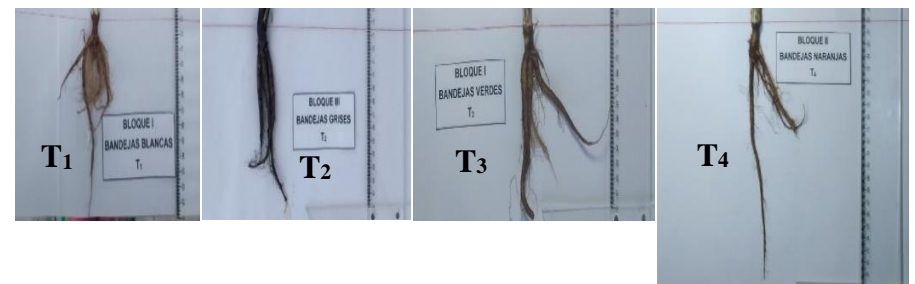 BLOQUE I
BANDEJAS BLANCAS
T₁
T₁
BLOQUE III
BANDEJAS GRISES
T₂
T₂
BLOQUE I
BANDEJAS VERDES
T₃
T₃
BLOQUE II
BANDEJAS NARANJAS
T₄
T₄